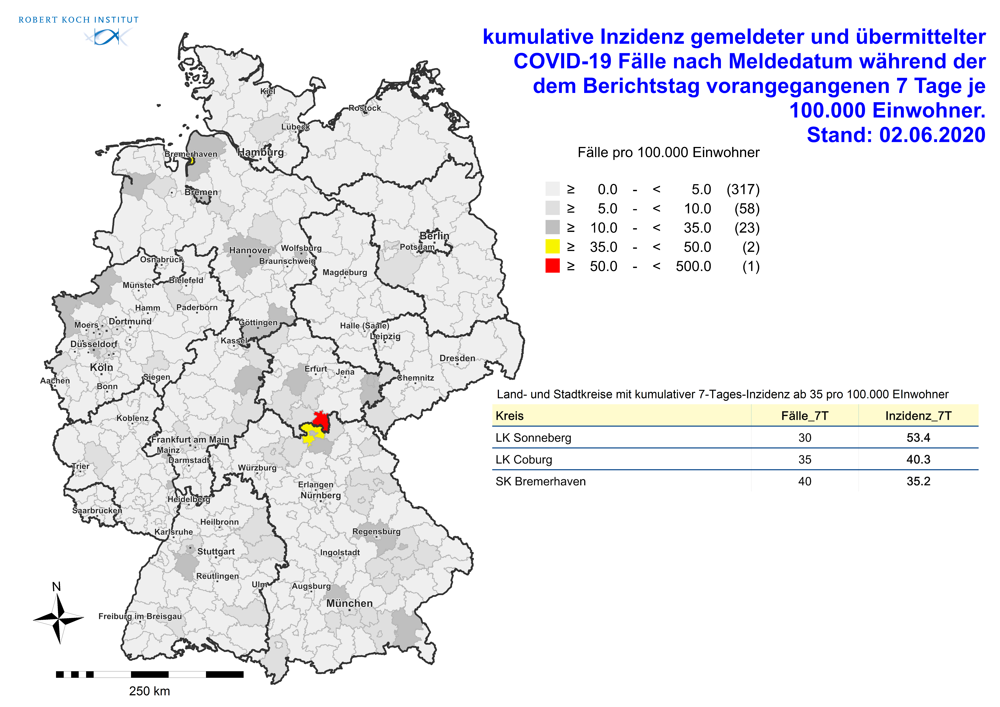 ROBERT KOCH INSTITUT
kumulative Inzidenz gemeldeter und übermittelter
COVID-19 Fälle nach Meldedatum während der
dem Berichtstag vorangegangenen 7 Tage je
100.000 Einwohner.
Stand: 02.06.2020
Fälle pro 100.000 Einwohner
≥ 0.0 - < 5.0 (317)
≥ 5.0 - < 10.0 (58)
≥ 10.0 - < 35.0 (23)
≥ 35.0 - < 50.0 (2)
≥ 50.0 - < 500.0 (1)
Kiel
Rostock
Lübeck
Hamburg
Bremerhaven
Bremen
Berlin
Potsdam
Hannover
Wolfsburg
Braunschweig
Osnabrück
Magdeburg
Bielefeld
Münster
Hamm
Paderborn
Moers
Dortmund
Göttingen
Halle (Saale)
Leipzig
Kassel
Düsseldorf
Dresden
Köln
Erfurt
Jena
Siegen
Chemnitz
Aachen
Bonn
Koblenz
Frankfurt am Main
Mainz
Darmstadt
Trier
Würzburg
Erlangen
Nürnberg
Heidelberg
Saarbrücken
Heilbronn
Karlsruhe
Regensburg
Stuttgart
Ingolstadt
Reutlingen
Ulm
Augsburg
München
Freiburg im Breisgau
Land- und Stadtkreise mit kumulativer 7-Tages-Inzidenz ab 35 pro 100.000 EInwohner
Kreis Fälle_7T Inzidenz_7T
LK Sonneberg 30 53.4
LK Coburg 35 40.3
SK Bremerhaven 40 35.2
N
250 km